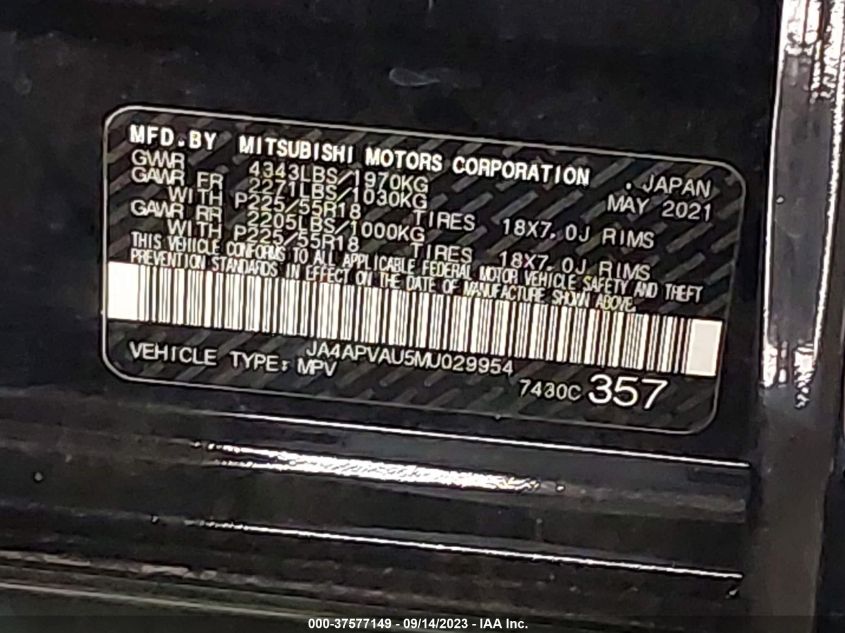 MFD.BY MITSUBISHI MOTORS CORPORATION . JAPAN
GWR 4343LBS/1970KG MAY 2021
GAWR FR 2271LBS/1030KG
WITH P225/55R18 TIRES 18X7.0J RIMS
GAWR RR 2205LBS/1000KG
WITH P225/55R18 TIRES 18X7.0J RIMS
THIS VEHICLE CONFORMS TO ALL APPLICABLE FEDERAL MOTOR VEHICLE SAFETY AND THEFT
PREVENTION STANDARDS IN EFFECT ON THE DATE OF MANUFACTURE SHOWN ABOVE.
JA4APVAU5MU029954
VEHICLE TYPE: MPV 7430C 357
000-37577149 - 09/14/2023 - IAA Inc.